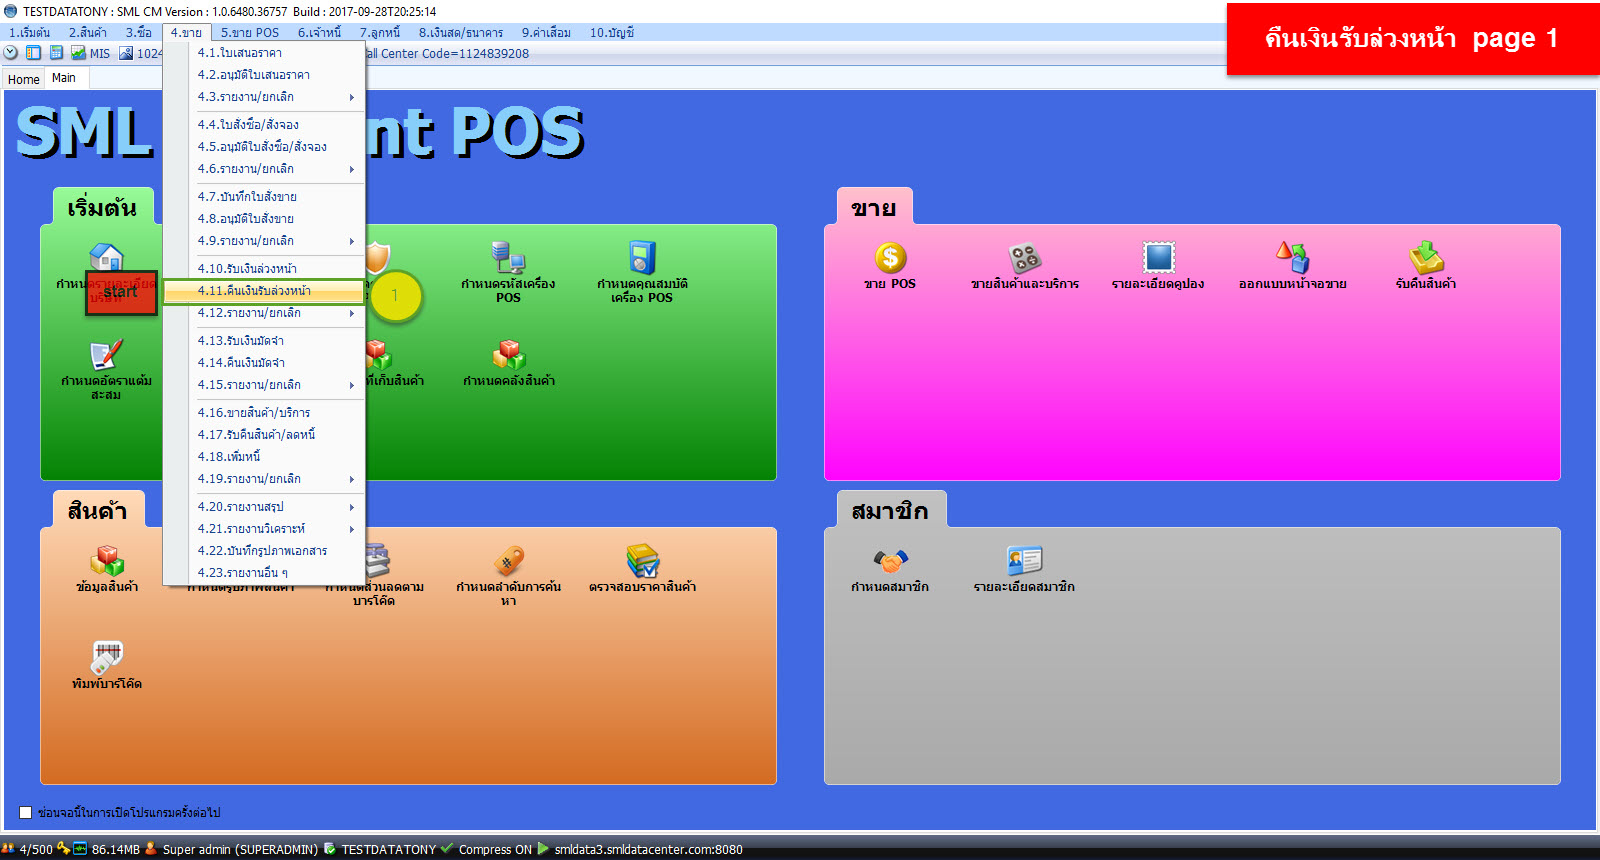 TESTDATATONY : SML CM Version : 1.0.6480.36757 Build : 2017-09-28T20:25:14
คืนเงินรับล่วงหน้า page 1
1.เริ่มต้น 2.สินค้า 3.ซื้อ 4.ขาย 5.ขาย POS 6.เจ้าหนี้ 7.ลูกหนี้ 8.เงินสด/ธนาคาร 9.ค่าเสื่อม 10.บัญชี
MIS 1024 all Center Code=1124839208
Home Main
4.1.ใบเสนอราคา
4.2.อนุมัติใบเสนอราคา
4.3.รายงาน/ยกเลิก
4.4.ใบสั่งซื้อ/สั่งจอง
4.5.อนุมัติใบสั่งซื้อ/สั่งจอง
4.6.รายงาน/ยกเลิก
4.7.บันทึกใบสั่งขาย
4.8.อนุมัติใบสั่งขาย
4.9.รายงาน/ยกเลิก
4.10.รับเงินล่วงหน้า
4.11.คืนเงินรับล่วงหน้า
4.12.รายงาน/ยกเลิก
4.13.รับเงินมัดจำ
4.14.คืนเงินมัดจำ
4.15.รายงาน/ยกเลิก
4.16.ขายสินค้า/บริการ
4.17.รับคืนสินค้า/ลดหนี้
4.18.เพิ่มหนี้
4.19.รายงาน/ยกเลิก
4.20.รายงานสรุป
4.21.รายงานวิเคราะห์
4.22.บันทึกรูปภาพเอกสาร
4.23.รายงานอื่น ๆ
SML nt POS
เริ่มต้น
กำหนดรายละเอียด
บริษัท
start
1
กำหนดรหัสเครื่อง
POS
กำหนดคุณสมบัติ
เครื่อง POS
กำหนดอัตราแต้ม
สะสม
ที่เก็บสินค้า
กำหนดคลังสินค้า
ขาย
ขาย POS
ขายสินค้าและบริการ
รายละเอียดคูปอง
ออกแบบหน้าจอขาย
รับคืนสินค้า
สินค้า
ข้อมูลสินค้า
กำหนดรูปภาพสินค้า
กำหนดส่วนลดตาม
บาร์โค๊ด
กำหนดลำดับการค้น
หา
ตรวจสอบราคาสินค้า
พิมพ์บาร์โค๊ด
สมาชิก
กำหนดสมาชิก
รายละเอียดสมาชิก
ซ่อนจอนี้ในการเปิดโปรแกรมครั้งต่อไป
4/500 86.14MB Super admin (SUPERADMIN) TESTDATATONY Compress ON smldata3.smldatacenter.com:8080